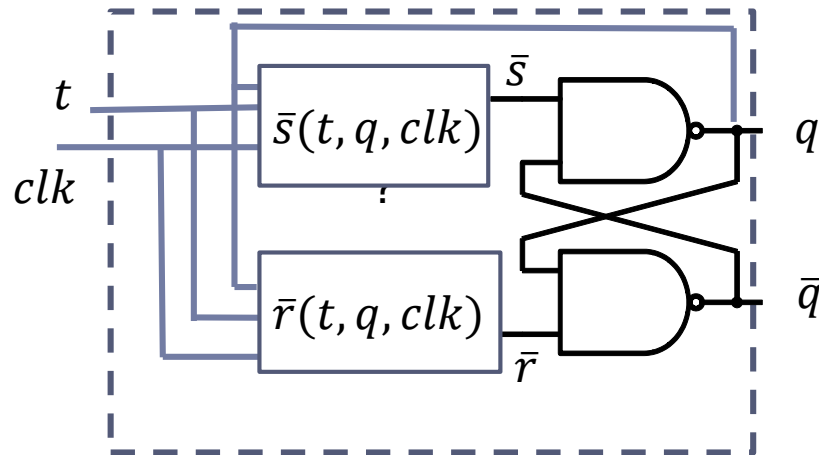 t
clk
s̄(t, q, clk)
?
r̄(t, q, clk)
s̄
r̄
q
q̄